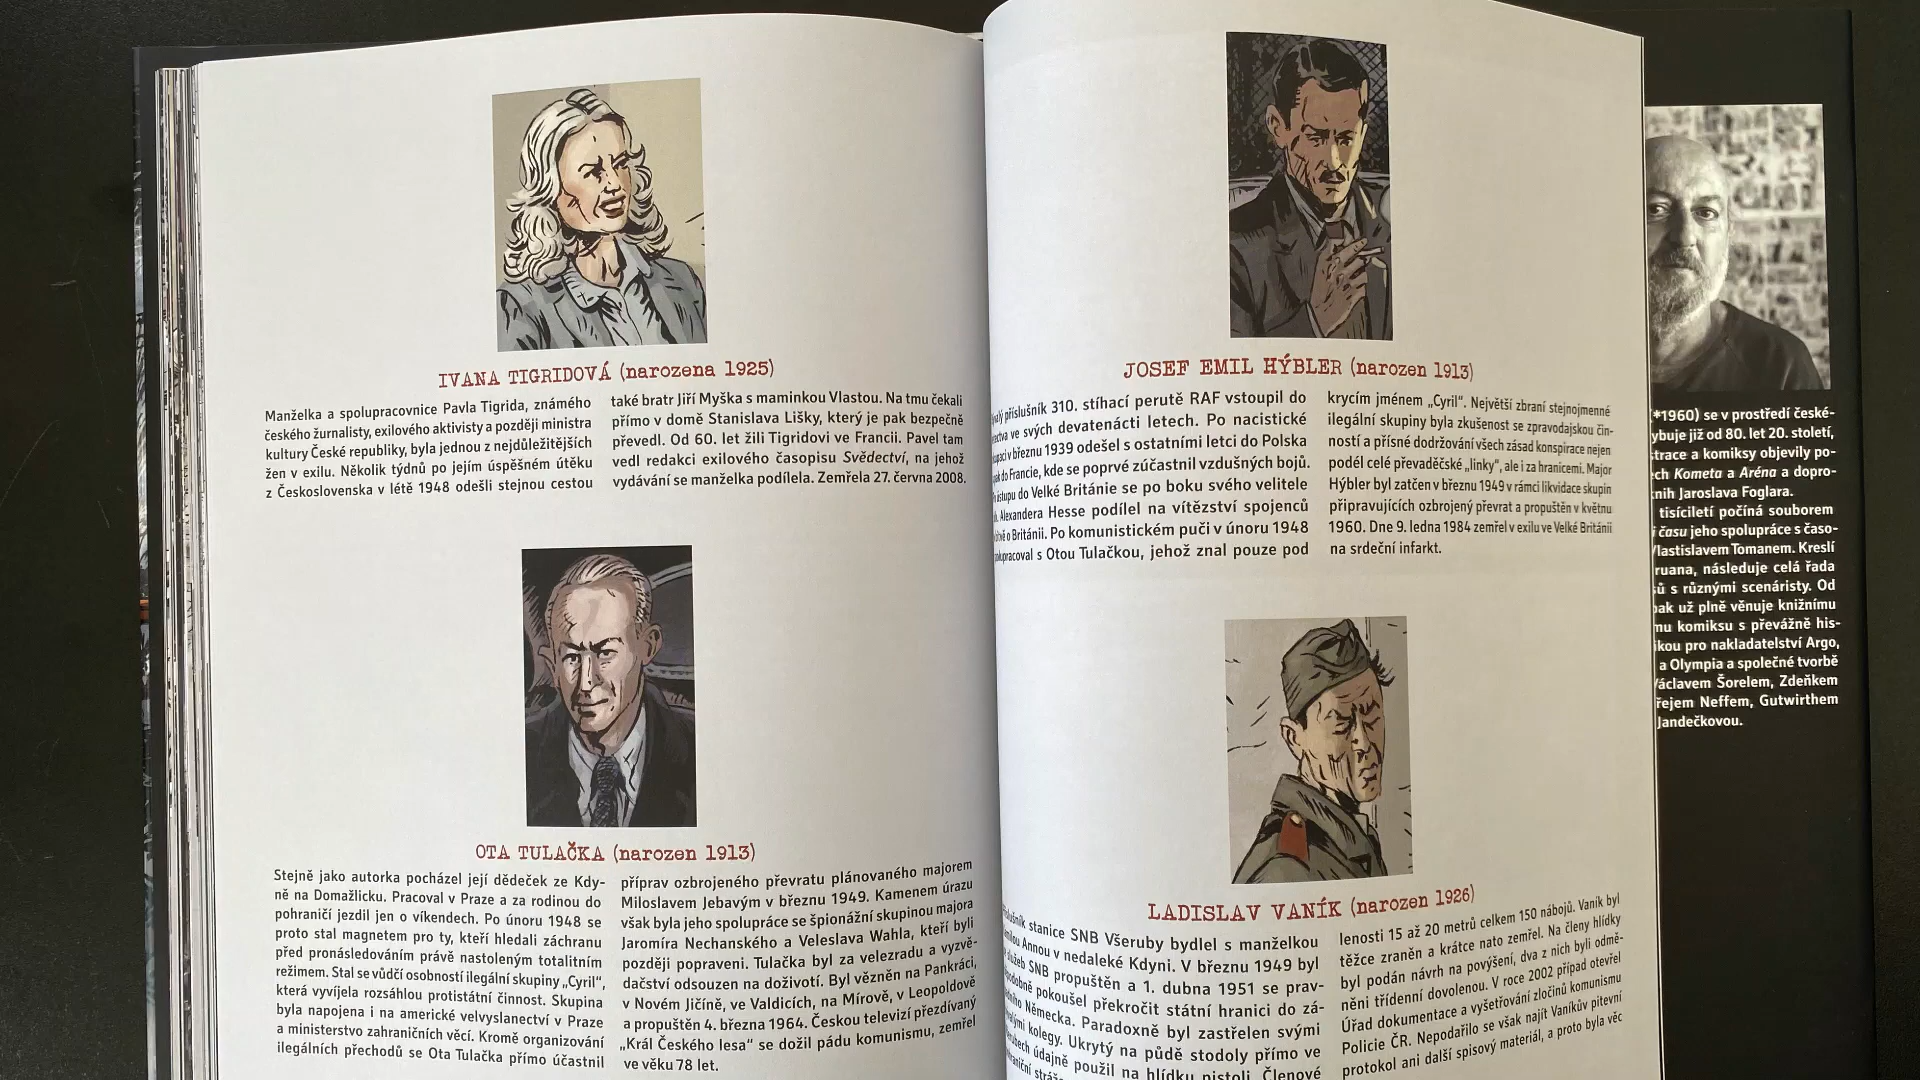 IVANA TIGRIDOVÁ (narozena 1925)
Manželka a spolupracovnice Pavla Tigrida, známého
českého žurnalisty, exilového aktivisty a později ministra
kultury České republiky, byla jednou z nejdůležitějších
žen v exilu. Několik týdnů po jejím úspěšném útěku
z Československa v létě 1948 odešli stejnou cestou
také bratr Jiří Myška s maminkou Vlastou. Na tmu čekali
přímo v domě Stanislava Lišky, který je pak bezpečně
převedl. Od 60. let žili Tigridovi ve Francii. Pavel tam
vedl redakci exilového časopisu Svědectví, na jehož
vydávání se manželka podílela. Zemřela 27. června 2008.
OTA TULAČKA (narozen 1913)
Stejně jako autorka pocházel její dědeček ze Kdy-
ně na Domažlicku. Pracoval v Praze a za rodinou do
pohraničí jezdil jen o víkendech. Po únoru 1948 se
proto stal magnetem pro ty, kteří hledali záchranu
před pronásledováním právě nastoleným totalitním
režimem. Stal se vůdčí osobností ilegální skupiny „Cyril“,
která vyvíjela rozsáhlou protistátní činnost. Skupina
byla napojena i na americké velvyslanectví v Praze
a ministerstvo zahraničních věcí. Kromě organizování
ilegálních přechodů se Ota Tulačka přímo účastnil
příprav ozbrojeného převratu plánovaného majorem
Miloslavem Jebavým v březnu 1949. Kamenem úrazu
však byla jeho spolupráce se špionážní skupinou majora
Jaromíra Nechanského a Veleslava Wahla, kteří byli
později popraveni. Tulačka byl za velezradu a vyzvě-
dačství odsouzen na doživotí. Byl vězněn na Pankráci,
v Novém Jičíně, ve Valdicích, na Mírově, v Leopoldově
a propuštěn 4. března 1964. Českou televizí přezdívaný
„Král Českého lesa“ se dožil pádu komunismu, zemřel
ve věku 78 let.
JOSEF EMIL HÝBLER (narozen 1913)
příslušník 310. stíhací perutě RAF vstoupil do
ve svých devatenácti letech. Po nacistické
v březnu 1939 odešel s ostatními letci do Polska
do Francie, kde se poprvé zúčastnil vzdušných bojů.
do Velké Británie se po boku svého velitele
Alexandera Hesse podílel na vítězství spojenců
o Británii. Po komunistickém puči v únoru 1948
s Otou Tulačkou, jehož znal pouze pod
krycím jménem „Cyril“. Největší zbraní stejnojmenné
ilegální skupiny byla zkušenost se zpravodajskou čin-
ností a přísné dodržování všech zásad konspirace nejen
podél celé převaděčské „linky“, ale i za hranicemi. Major
Hýbler byl zatčen v březnu 1949 v rámci likvidace skupin
připravujících ozbrojený převrat a propuštěn v květnu
1960. Dne 9. ledna 1984 zemřel v exilu ve Velké Británii
na srdeční infarkt.
LADISLAV VANÍK (narozen 1926)
stanice SNB Všeruby bydlel s manželkou
Annou v nedaleké Kdyni. V březnu 1949 byl
služeb SNB propuštěn a 1. dubna 1951 se prav-
pokoušel překročit státní hranici do zá-
Německa. Paradoxně byl zastřelen svými
kolegy. Ukrytý na půdě stodoly přímo ve
údajně použil na hlídku pistoli. Členové
lenosti 15 až 20 metrů celkem 150 nábojů. Vaník byl
těžce zraněn a krátce nato zemřel. Na členy hlídky
byl podán návrh na povýšení, dva z nich byli odmě-
něni třídenní dovolenou. V roce 2002 případ otevřel
Úřad dokumentace a vyšetřování zločinů komunismu
Policie ČR. Nepodařilo se však najít Vaníkův pitevní
protokol ani další spisový materiál, a proto byla věc
(*1960) se v prostředí české-
již od 80. let 20. století,
a komiksy objevily po-
Kometa a Aréna a dopro-
Jaroslava Foglara.
tisíciletí počíná souborem
času jeho spolupráce s časo-
Vlastislavem Tomanem. Kreslí
následuje celá řada
s různými scenáristy. Od
už plně věnuje knižnímu
komiksu s převážně his-
pro nakladatelství Argo,
a Olympia a společné tvorbě
Václavem Šorelem, Zdeňkem
Neffem, Gutwirthem
Jandečkovou.